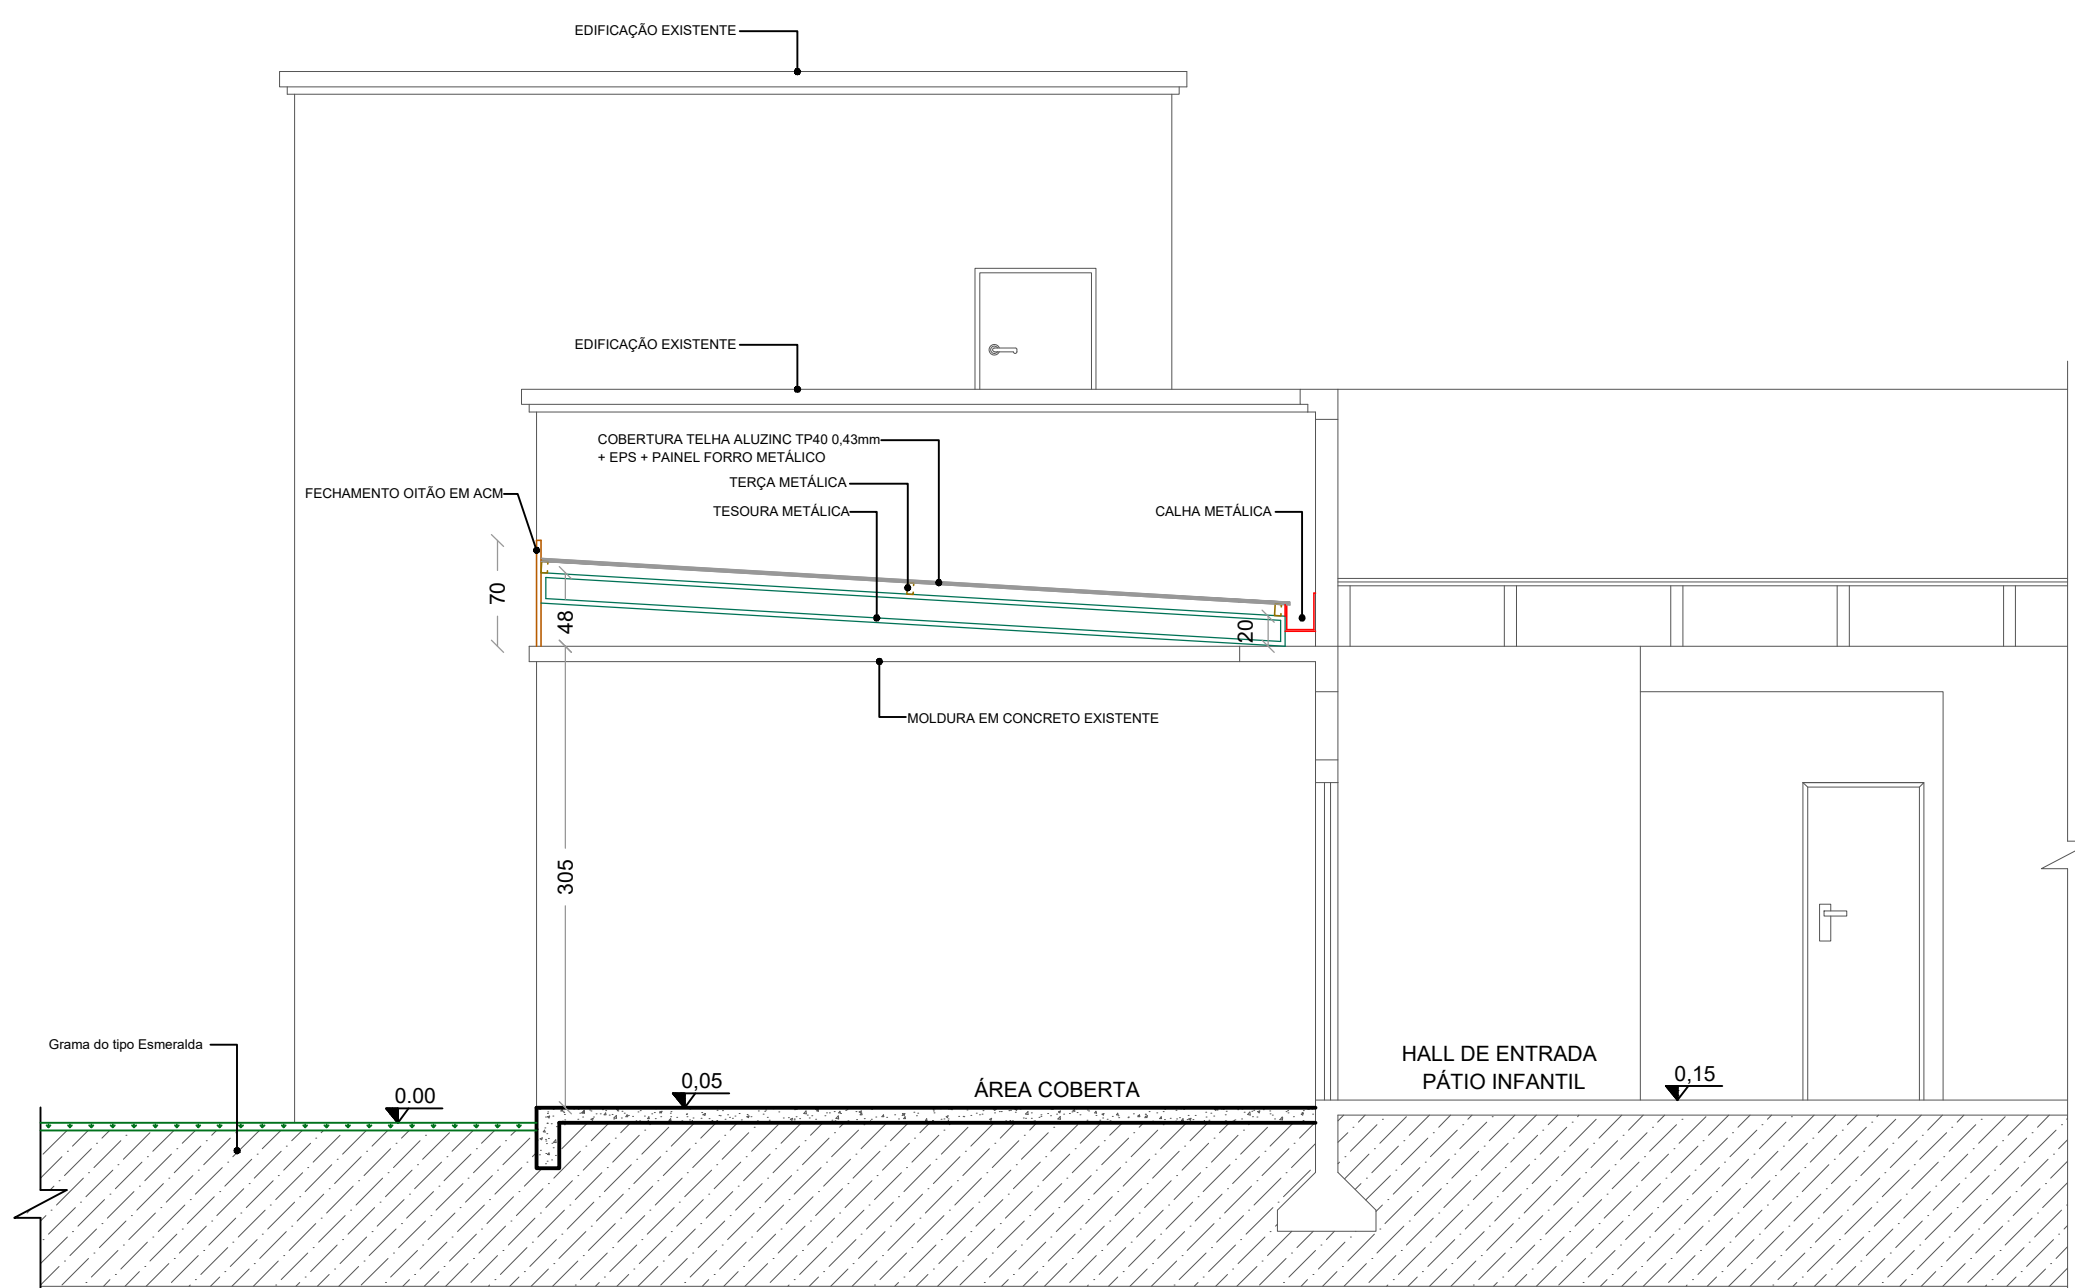 EDIFICAÇÃO EXISTENTE
EDIFICAÇÃO EXISTENTE
COBERTURA TELHA ALUZINC TP40 0,43mm
+ EPS + PAINEL FORRO METÁLICO
TERÇA METÁLICA
FECHAMENTO OITÃO EM ACM
TESOURA METÁLICA
CALHA METÁLICA
70
48
20
MOLDURA EM CONCRETO EXISTENTE
305
Grama do tipo Esmeralda
0.00
0,05
ÁREA COBERTA
HALL DE ENTRADA
PÁTIO INFANTIL
0,15